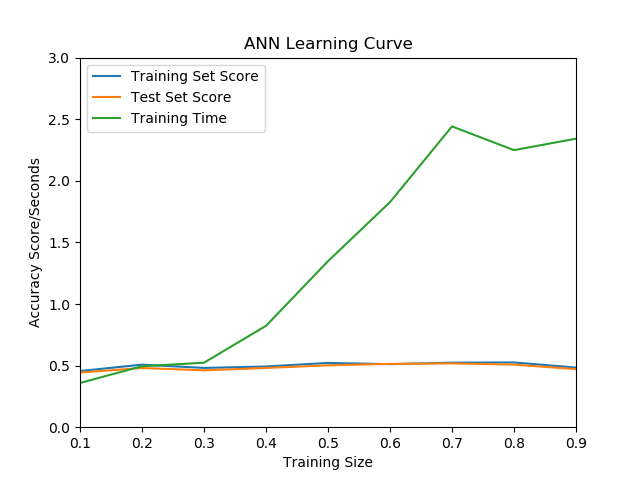 ANN Learning Curve
3.0
2.5
2.0
1.5
1.0
0.5
0.0
Accuracy Score/Seconds
Training Set Score
Test Set Score
Training Time
0.1 0.2 0.3 0.4 0.5 0.6 0.7 0.8 0.9
Training Size